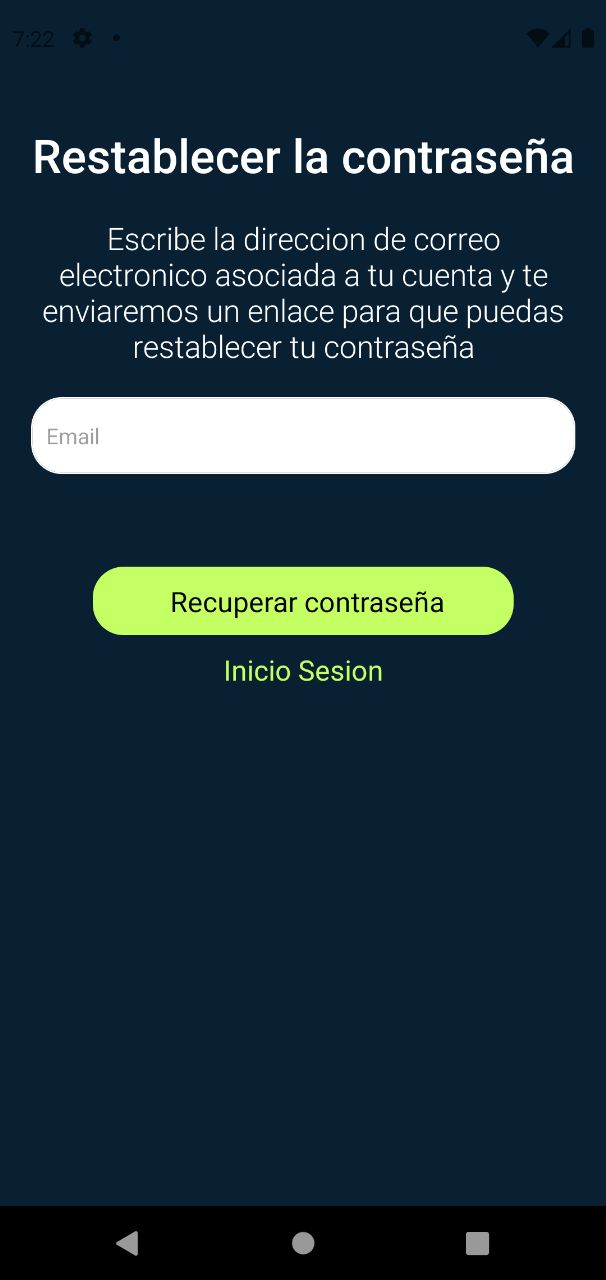 7:22
Restablecer la contraseña
Escribe la direccion de correo
electronico asociada a tu cuenta y te
enviaremos un enlace para que puedas
restablecer tu contraseña
Email
Recuperar contraseña
Inicio Sesion